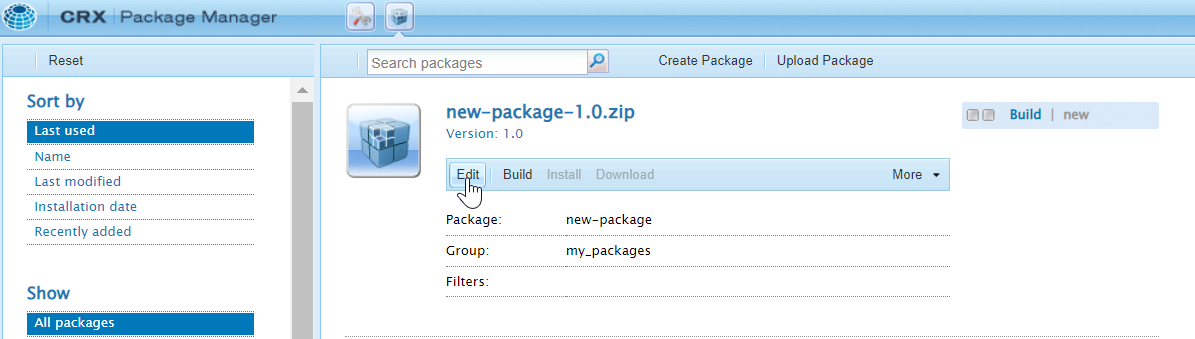 CRX | Package Manager
Reset
Search packages
Create Package
Upload Package
Sort by
Last used
Name
Last modified
Installation date
Recently added
Show
All packages
new-package-1.0.zip
Version: 1.0
Edit Build Install Download More
Package: new-package
Group: my_packages
Filters:
Build | new